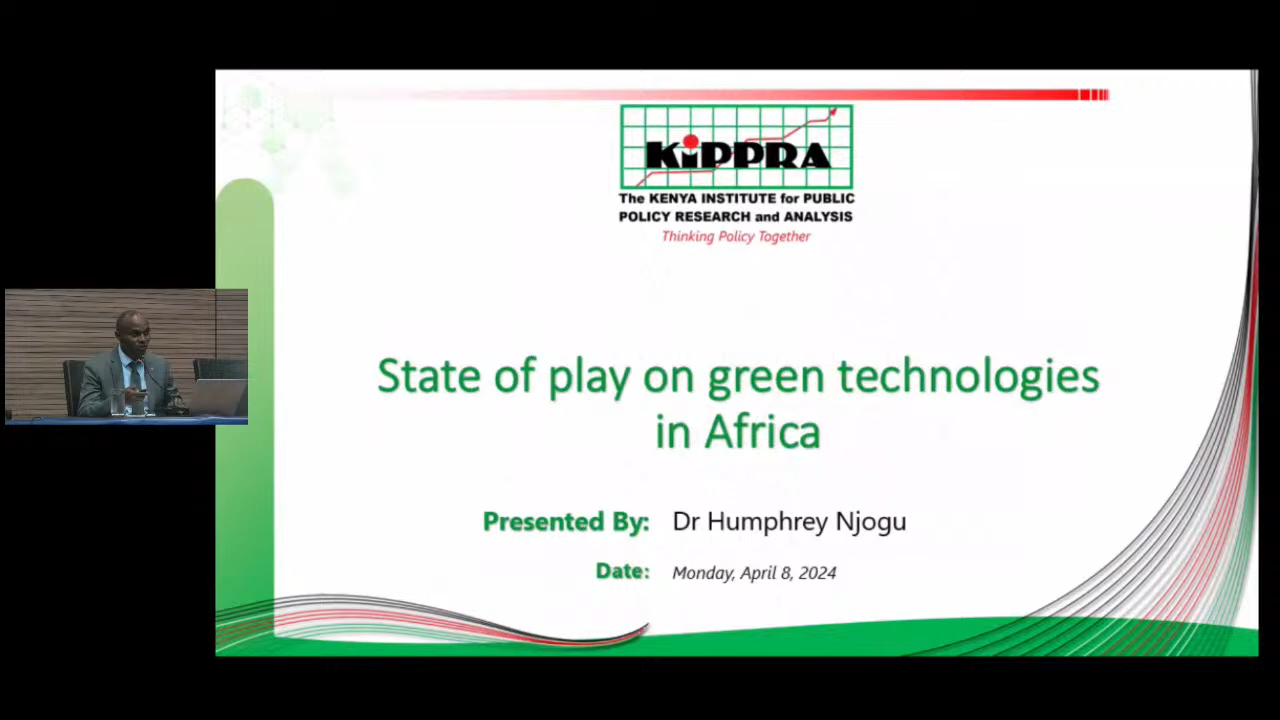 KiPPRA
The KENYA INSTITUTE for PUBLIC
POLICY RESEARCH and ANALYSIS
Thinking Policy Together
State of play on green technologies
in Africa
Presented By: Dr Humphrey Njogu
Date: Monday, April 8, 2024